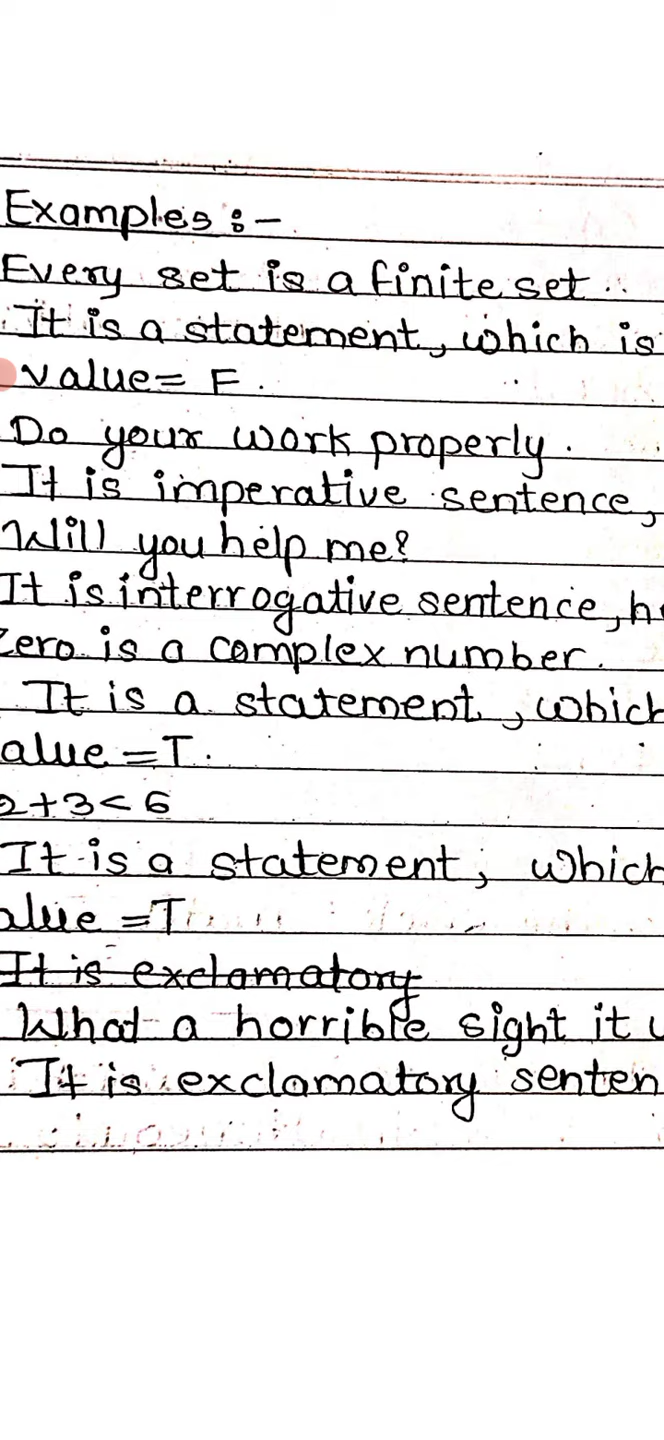 Examples :-
Every set is a finite set.
It is a statement, which is
value= F.
Do your work properly.
It is imperative sentence,
Will you help me?
It is interrogative sentence, h
Zero is a complex number.
It is a statement, which
alue =T.
2+3<6
It is a statement, which
alue =T
It is exclamatory
What a horrible sight it
It is exclamatory senten